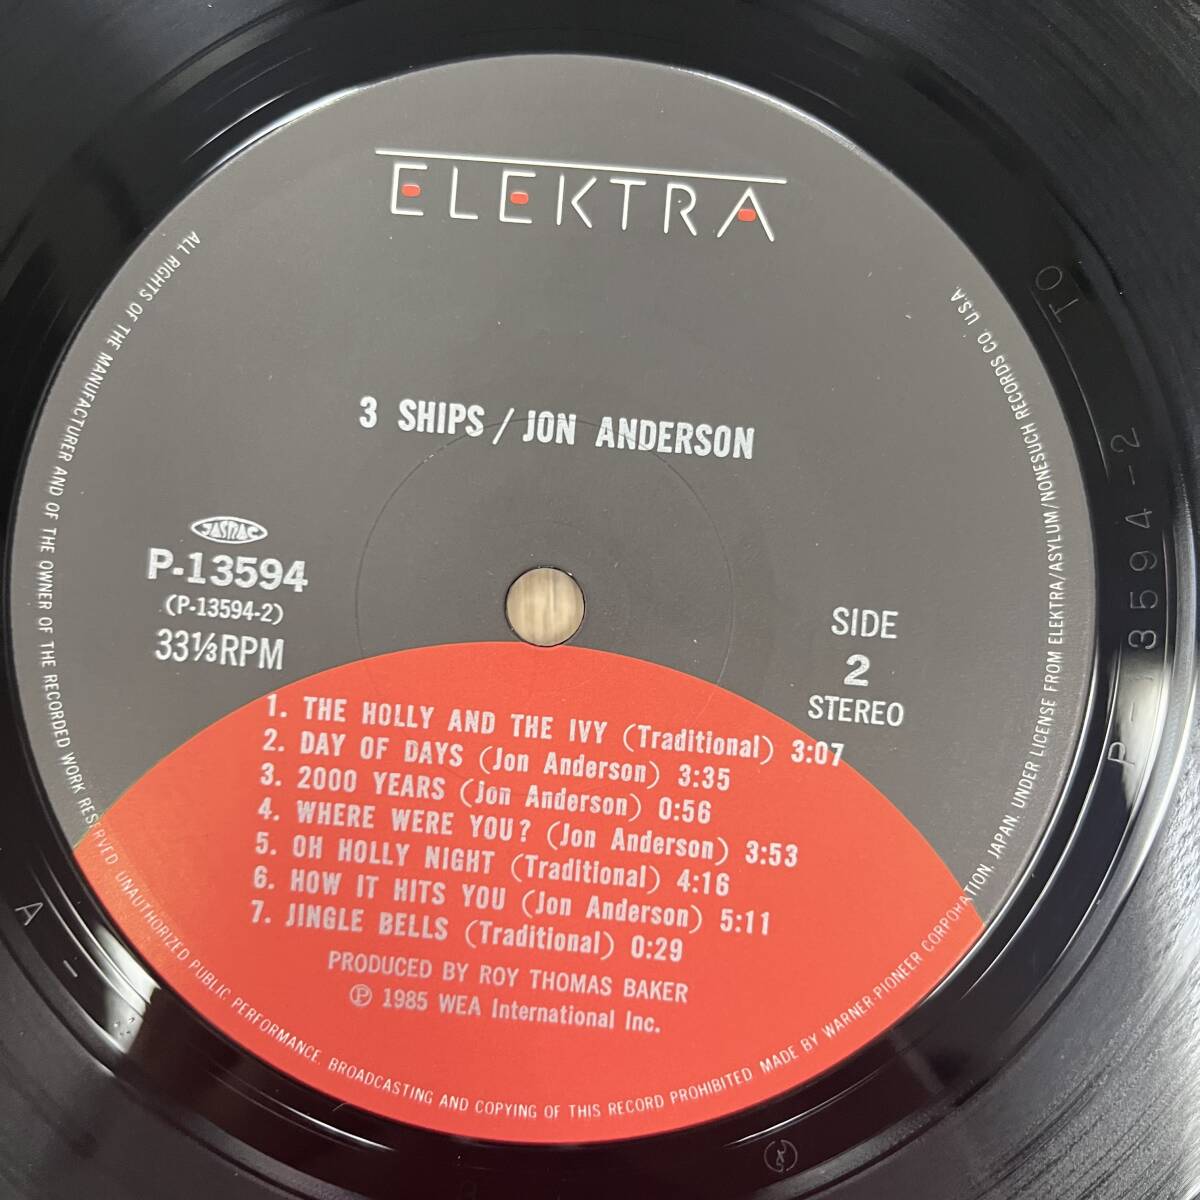 ELEKTRA
3 SHIPS / JON ANDERSON
JASRAC
P-13594
(P-13594-2)
33⅓RPM
SIDE
2
STEREO
1. THE HOLLY AND THE IVY (Traditional) 3:07
2. DAY OF DAYS (Jon Anderson) 3:35
3. 2000 YEARS (Jon Anderson) 0:56
4. WHERE WERE YOU? (Jon Anderson) 3:53
5. OH HOLLY NIGHT (Traditional) 4:16
6. HOW IT HITS YOU (Jon Anderson) 5:11
7. JINGLE BELLS (Traditional) 0:29
PRODUCED BY ROY THOMAS BAKER
Ⓟ 1985 WEA International Inc.
ALL RIGHTS OF THE MANUFACTURER AND OF THE OWNER OF THE RECORDED WORK RESERVED. UNAUTHORIZED PUBLIC PERFORMANCE. BROADCASTING AND COPYING OF THIS RECORD PROHIBITED MADE BY WARNER-PIONEER CORPORATION, JAPAN. UNDER LICENSE FROM ELEKTRA/ASYLUM/NONESUCH RECORDS CO. U.S.A.
P-13594-2 TO
A-